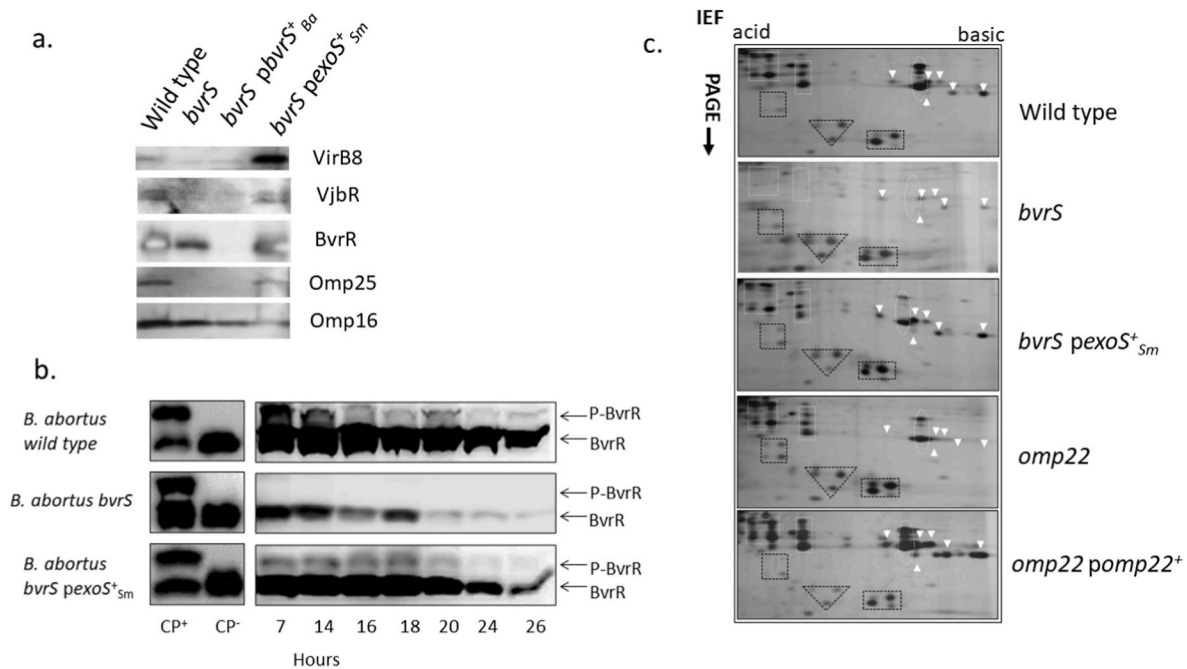 a.
Wild type
bvrS
bvrS pbvrS+Ba
bvrS pexoS+Sm
VirB8
VjbR
BvrR
Omp25
Omp16
b.
B. abortus
wild type
P-BvrR
BvrR
B. abortus bvrS
P-BvrR
BvrR
B. abortus
bvrS pexoS+Sm
P-BvrR
BvrR
CP+ CP- 7 14 16 18 20 24 26
Hours
c.
IEF
acid basic
PAGE
Wild type
bvrS
bvrS pexoS+Sm
omp22
omp22 pomp22+